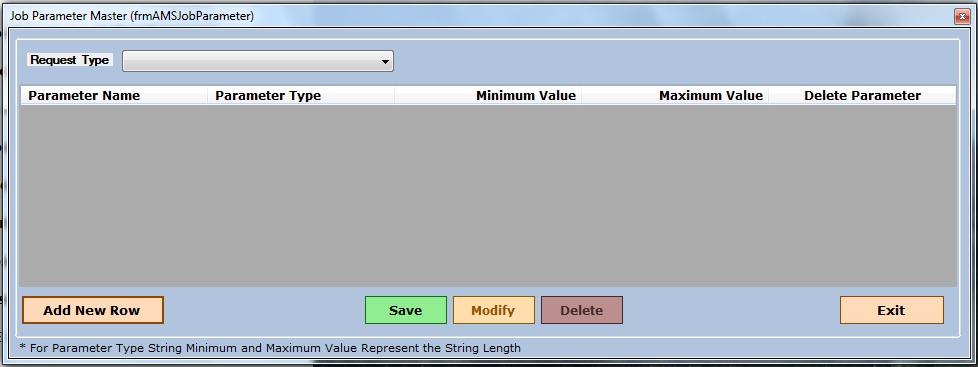 Job Parameter Master (frmAMSJobParameter)
Request Type
Parameter Name Parameter Type Minimum Value Maximum Value Delete Parameter
Add New Row Save Modify Delete Exit
* For Parameter Type String Minimum and Maximum Value Represent the String Length